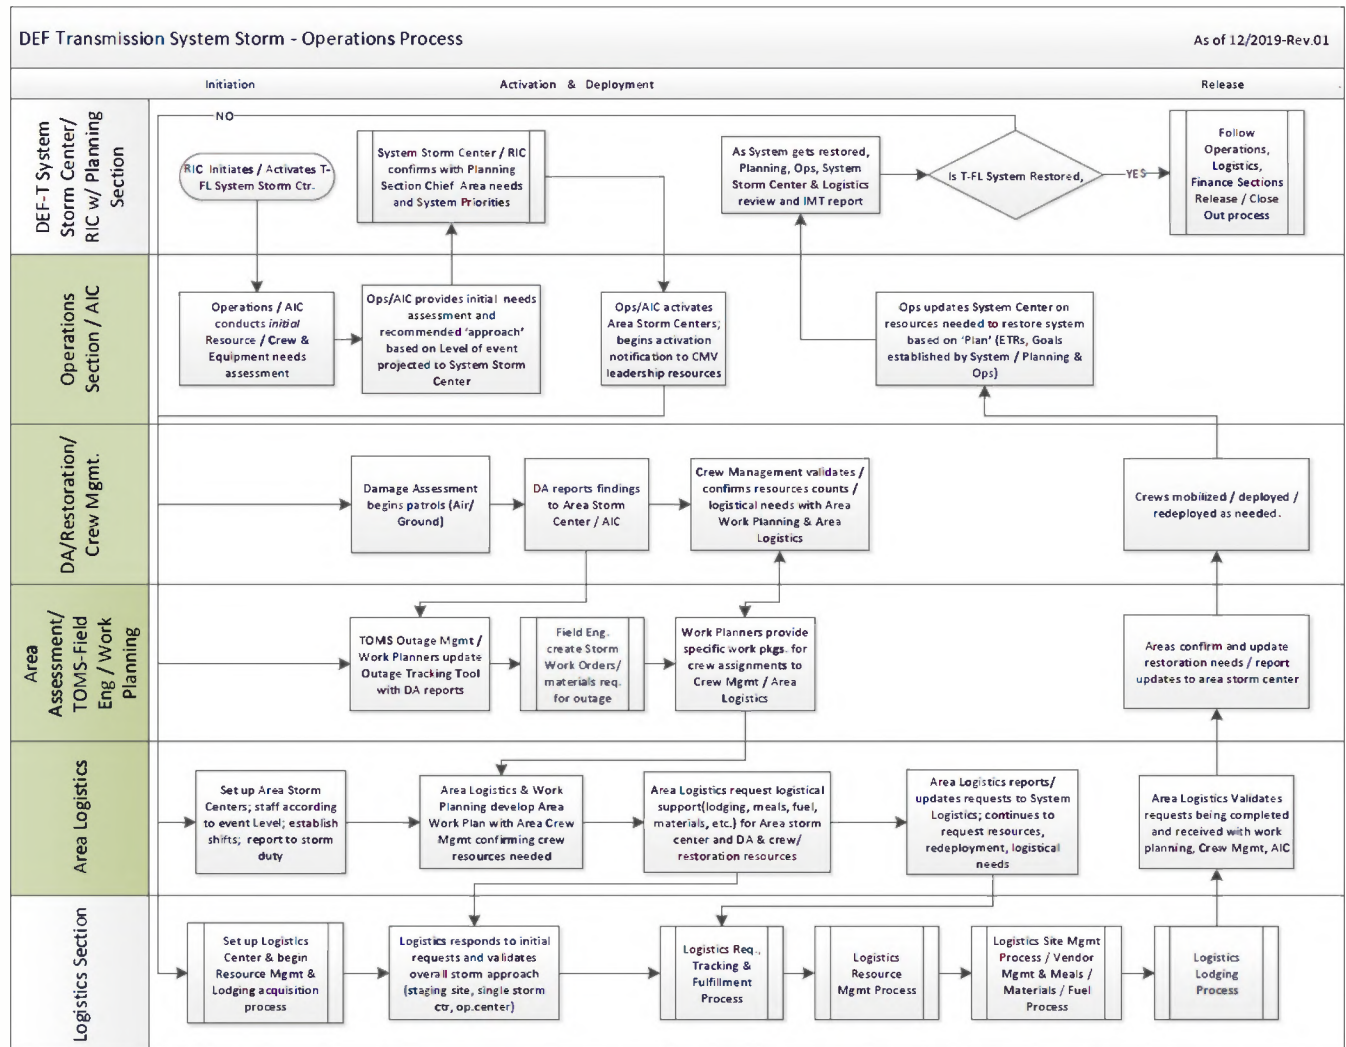 DEF Transmission System Storm - Operations Process
As of 12/2019-Rev.01
Initiation
Activation & Deployment
Release
DEF-T System
Storm Center/
RIC w/ Planning
Section
NO
RIC Initiates / Activates T-
FL System Storm Ctr.
System Storm Center / RIC
confirms with Planning
Section Chief Area needs
and System Priorities
As System gets restored,
Planning, Ops, System
Storm Center & Logistics
review and IMT report
Is T-FL System Restored,
YES
Follow
Operations,
Logistics,
Finance Sections
Release / Close
Out process
Operations
Section / AIC
Operations / AIC
conducts initial
Resource / Crew &
Equipment needs
assessment
Ops/AIC provides initial needs
assessment and
recommended 'approach'
based on Level of event
projected to System Storm
Center
Ops/AIC activates
Area Storm Centers;
begins activation
notification to CMV
leadership resources
Ops updates System Center on
resources needed to restore system
based on 'Plan' (ETRs, Goals
established by System / Planning &
Ops)
DA/Restoration/
Crew Mgmt.
Damage Assessment
begins patrols (Air/
Ground)
DA reports findings
to Area Storm
Center / AIC
Crew Management validates /
confirms resources counts /
logistical needs with Area
Work Planning & Area
Logistics
Crews mobilized / deployed /
redeployed as needed.
Area
Assessment/
TOMS-Field
Eng / Work
Planning
TOMS Outage Mgmt /
Work Planners update
Outage Tracking Tool
with DA reports
Field Eng.
create Storm
Work Orders/
materials req.
for outage
Work Planners provide
specific work pkgs. for
crew assignments to
Crew Mgmt / Area
Logistics
Areas confirm and update
restoration needs / report
updates to area storm center
Area Logistics
Set up Area Storm
Centers; staff according
to event Level; establish
shifts; report to storm
duty
Area Logistics & Work
Planning develop Area
Work Plan with Area Crew
Mgmt confirming crew
resources needed
Area Logistics request logistical
support(lodging, meals, fuel,
materials, etc.) for Area storm
center and DA & crew/
restoration resources
Area Logistics reports/
updates requests to System
Logistics; continues to
request resources,
redeployment, logistical
needs
Area Logistics Validates
requests being completed
and received with work
planning, Crew Mgmt, AIC
Logistics Section
Set up Logistics
Center & begin
Resource Mgmt &
Lodging acquisition
process
Logistics responds to initial
requests and validates
overall storm approach
(staging site, single storm
ctr, op.center)
Logistics Req.,
Tracking &
Fulfillment
Process
Logistics
Resource
Mgmt Process
Logistics Site Mgmt
Process / Vendor
Mgmt & Meals /
Materials / Fuel
Process
Logistics
Lodging
Process